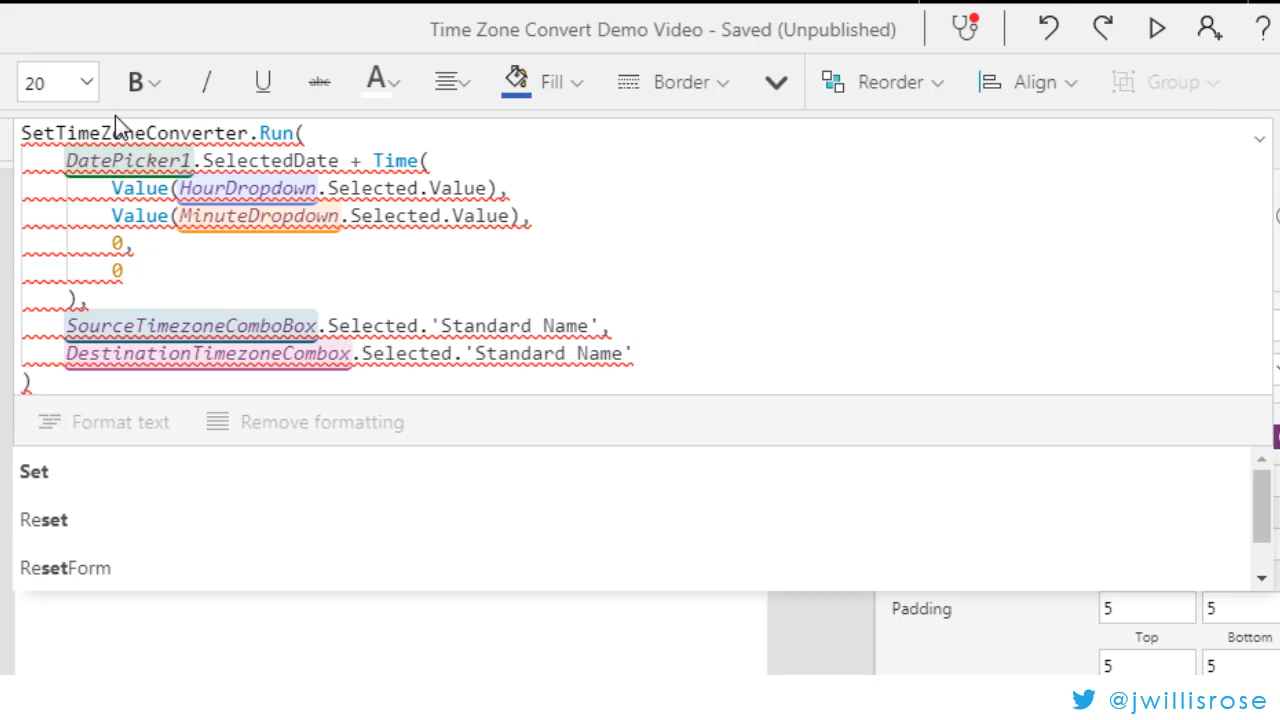 Time Zone Convert Demo Video - Saved (Unpublished) ?
20 B / U abc A Fill Border Reorder Align Group
SetTimeZoneConverter.Run(
DatePicker1.SelectedDate + Time(
Value(HourDropdown.Selected.Value),
Value(MinuteDropdown.Selected.Value),
0,
0
),
SourceTimezoneComboBox.Selected.'Standard Name',
DestinationTimezoneCombox.Selected.'Standard Name'
)
Format text Remove formatting
Set
Reset
ResetForm
Padding 5 5
Top Bottom
5 5
@jwillisrose